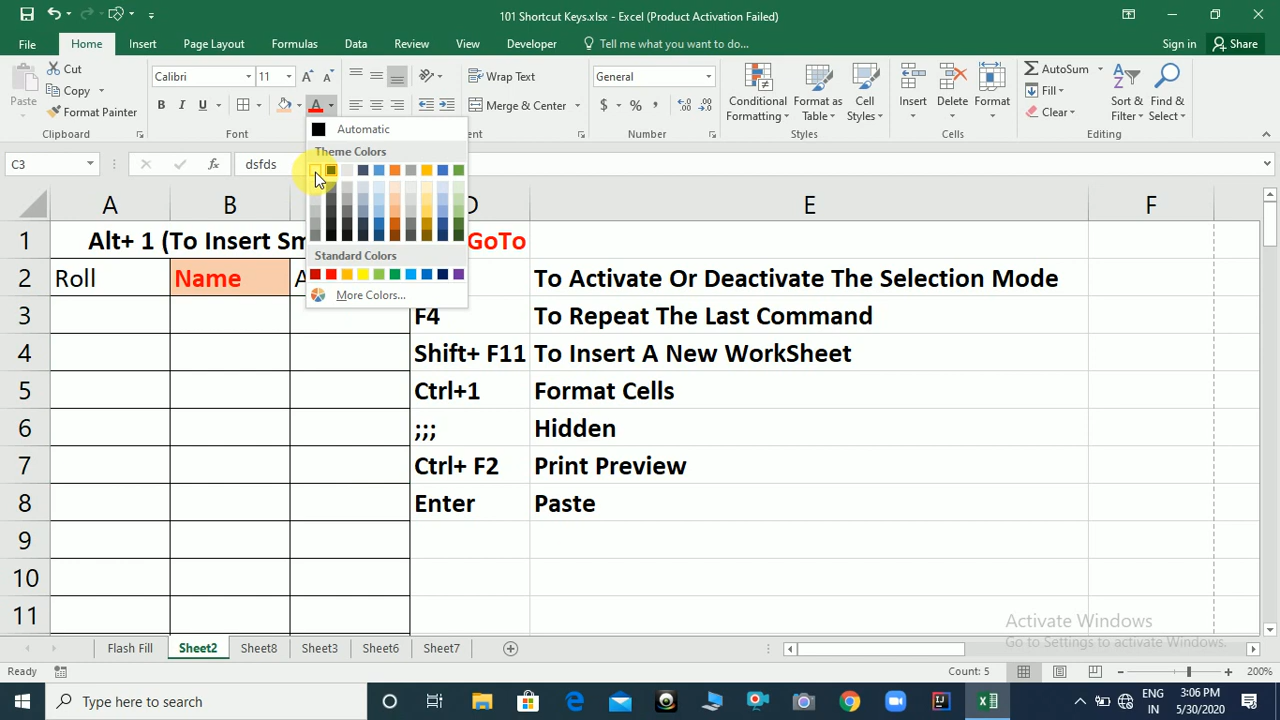 101 Shortcut Keys.xlsx - Excel (Product Activation Failed)
File Home Insert Page Layout Formulas Data Review View Developer Tell me what you want to do... Sign in Share
Paste Cut Copy Format Painter Clipboard
Calibri 11 B I U A Font
Wrap Text Merge & Center
General $ % , Number
Conditional Formatting Format as Table Cell Styles Styles
Insert Delete Format Cells
AutoSum Fill Clear Sort & Filter Find & Select Editing
C3 fx dsfds
Automatic
Theme Colors
Standard Colors
More Colors...
A B D E F
1 Alt+ 1 (To Insert Sm GoTo
2 Roll Name A To Activate Or Deactivate The Selection Mode
3 F4 To Repeat The Last Command
4 Shift+ F11 To Insert A New WorkSheet
5 Ctrl+1 Format Cells
6 ;;; Hidden
7 Ctrl+ F2 Print Preview
8 Enter Paste
9
10
11
Activate Windows
Go to Settings to activate Windows.
Flash Fill Sheet2 Sheet8 Sheet3 Sheet6 Sheet7
Ready Count: 5 200%
Type here to search ENG IN 3:06 PM 5/30/2020